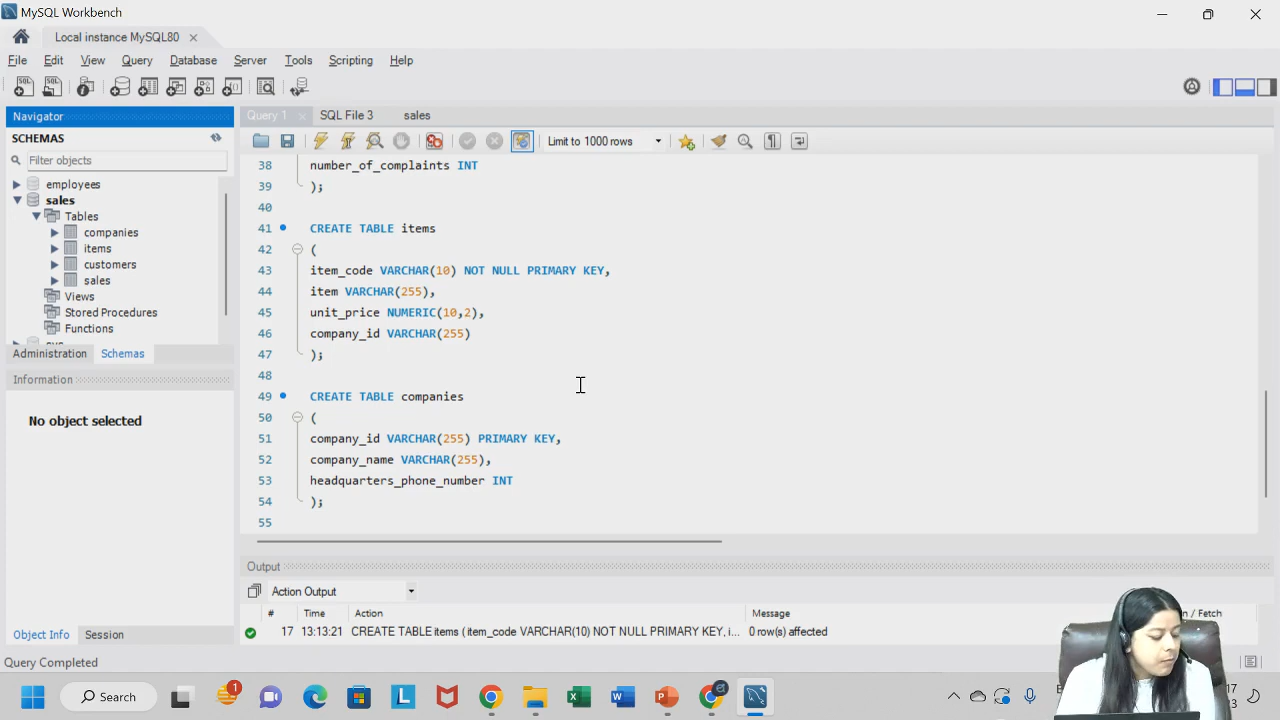 MySQL Workbench
Local instance MySQL80
File Edit View Query Database Server Tools Scripting Help
Navigator
SCHEMAS
Filter objects
employees
sales
Tables
companies
items
customers
sales
Views
Stored Procedures
Functions
Administration Schemas
Information
No object selected
Object Info Session
Query Completed
Query 1 SQL File 3 sales
Limit to 1000 rows
38 number_of_complaints INT
39 );
40
41 CREATE TABLE items
42 (
43 item_code VARCHAR(10) NOT NULL PRIMARY KEY,
44 item VARCHAR(255),
45 unit_price NUMERIC(10,2),
46 company_id VARCHAR(255)
47 );
48
49 CREATE TABLE companies
50 (
51 company_id VARCHAR(255) PRIMARY KEY,
52 company_name VARCHAR(255),
53 headquarters_phone_number INT
54 );
55
Output
Action Output
# Time Action Message / Fetch
17 13:13:21 CREATE TABLE items ( item_code VARCHAR(10) NOT NULL PRIMARY KEY, i... 0 row(s) affected
Search
1